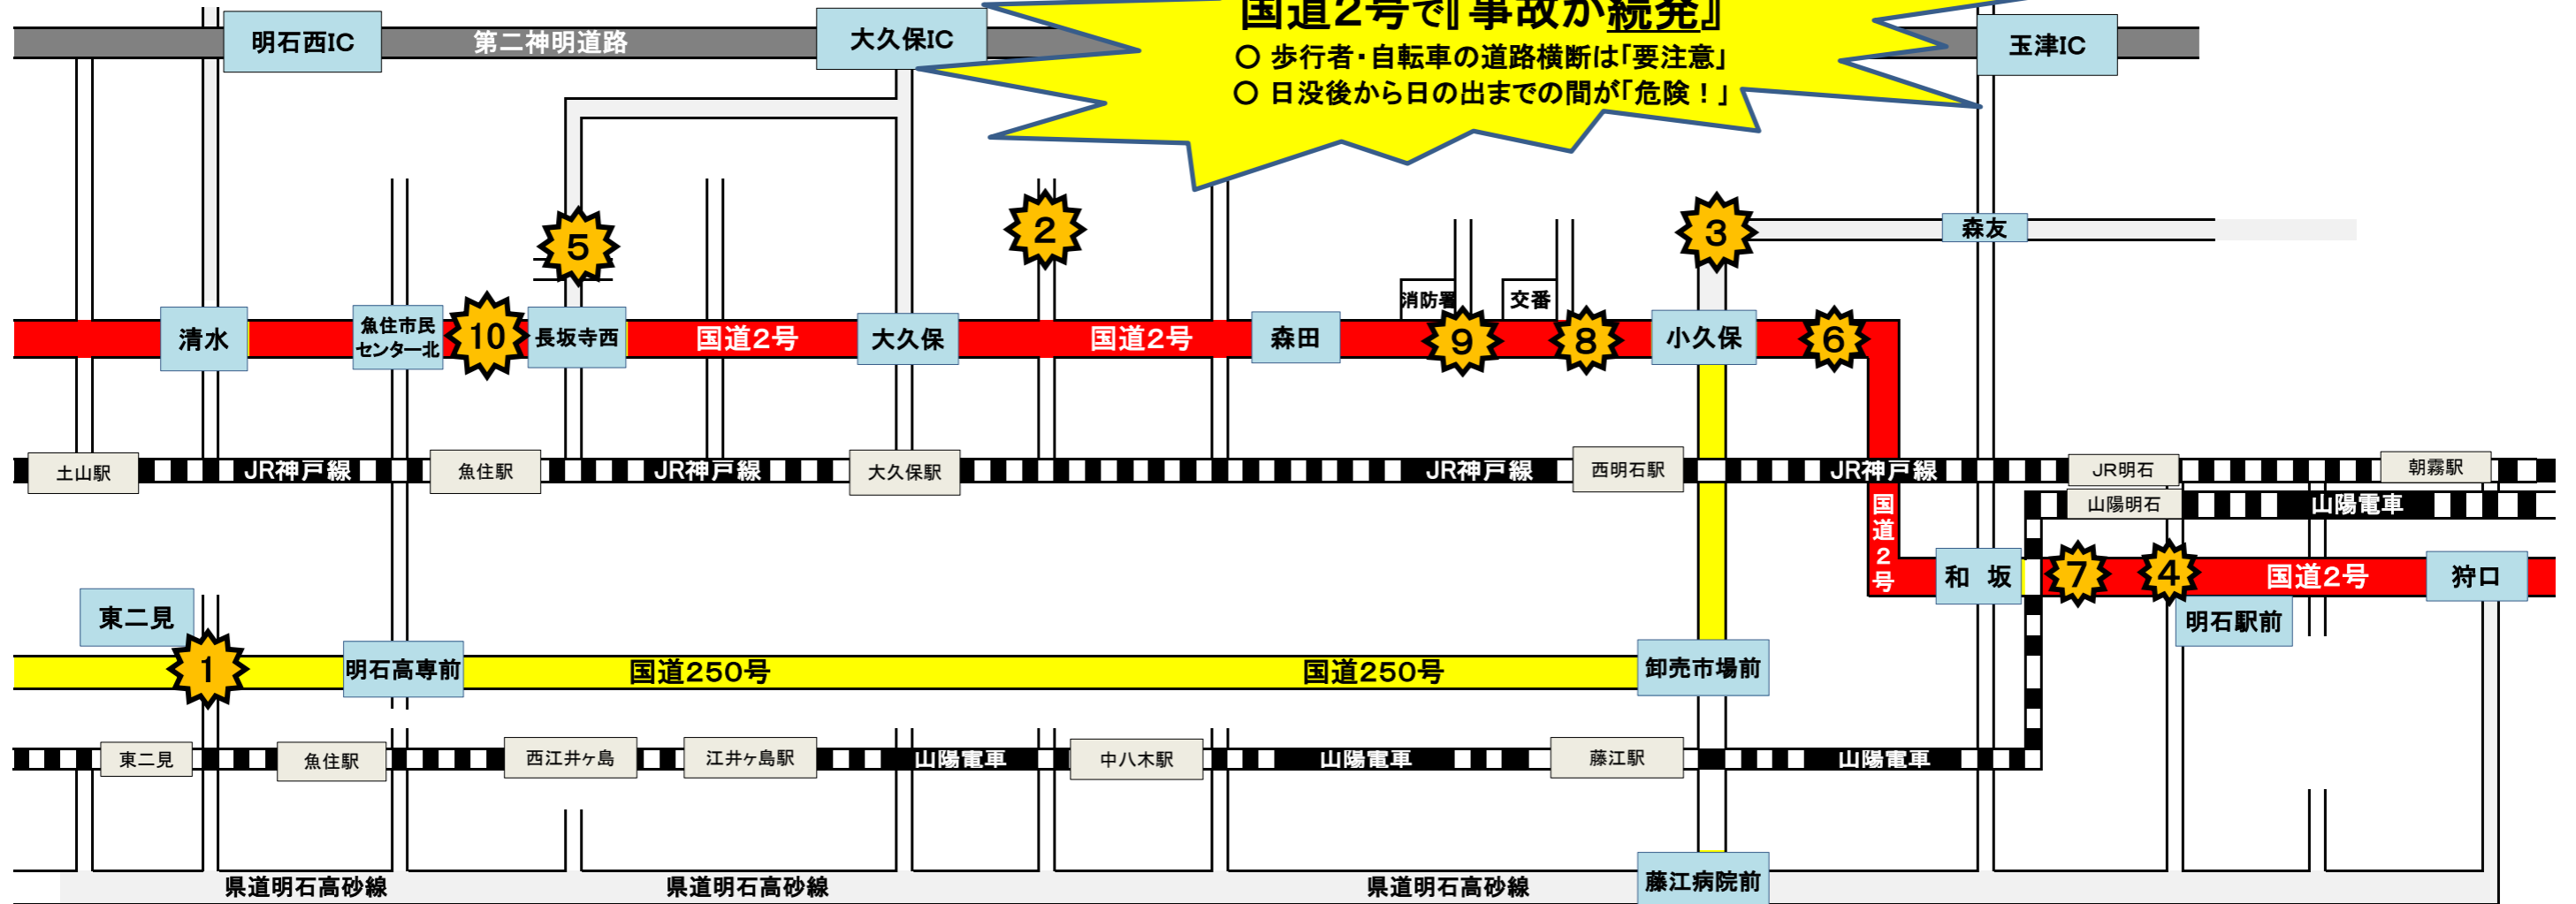 国道2号で『事故が続発』
明石西IC
第二神明道路
大久保IC
玉津IC
○ 歩行者・自転車の道路横断は「要注意」
○ 日没後から日の出までの間が「危険！」
5
2
3
森友
消防署
交番
清水
魚住市民
センター北
10
長坂寺西
国道2号
大久保
国道2号
森田
9
8
小久保
6
土山駅
JR神戸線
魚住駅
JR神戸線
大久保駅
JR神戸線
西明石駅
JR神戸線
JR明石
朝霧駅
山陽明石
山陽電車
国道2号
和 坂
7
4
国道2号
狩口
東二見
明石駅前
1
明石高専前
国道250号
国道250号
卸売市場前
東二見
魚住駅
西江井ヶ島
江井ヶ島駅
山陽電車
中八木駅
山陽電車
藤江駅
山陽電車
県道明石高砂線
県道明石高砂線
県道明石高砂線
藤江病院前